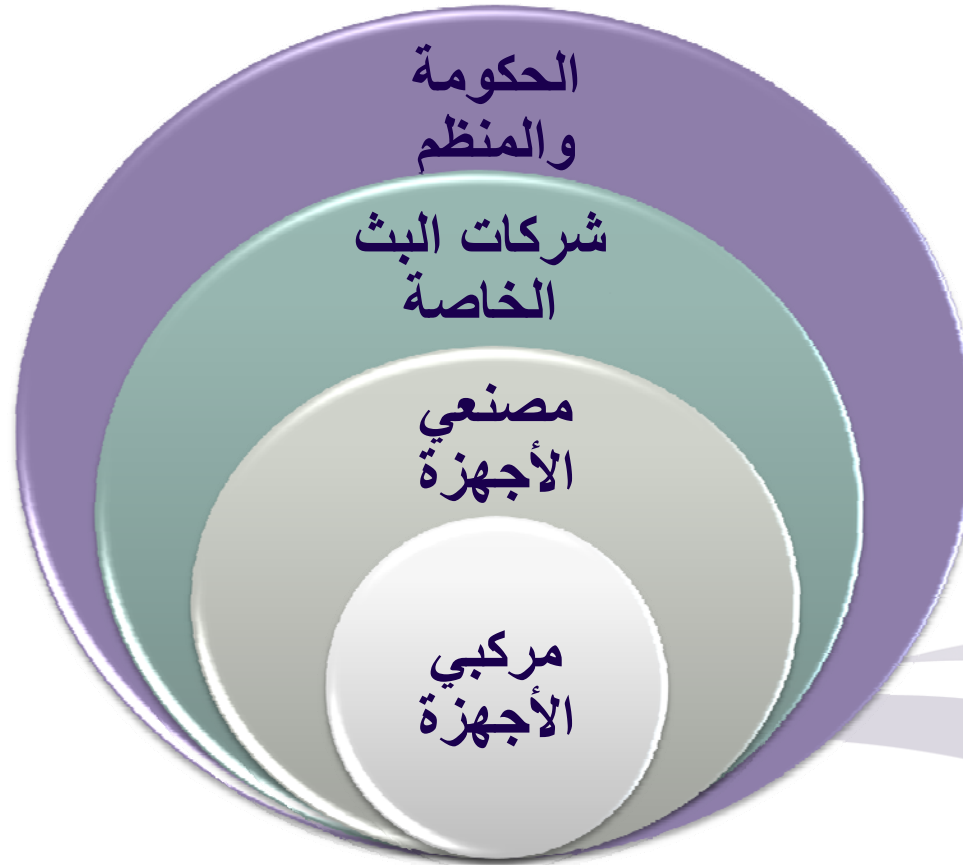 الحكومة
والمنظم
شركات البث
الخاصة
مصنعي
الأجهزة
مركبي
الأجهزة